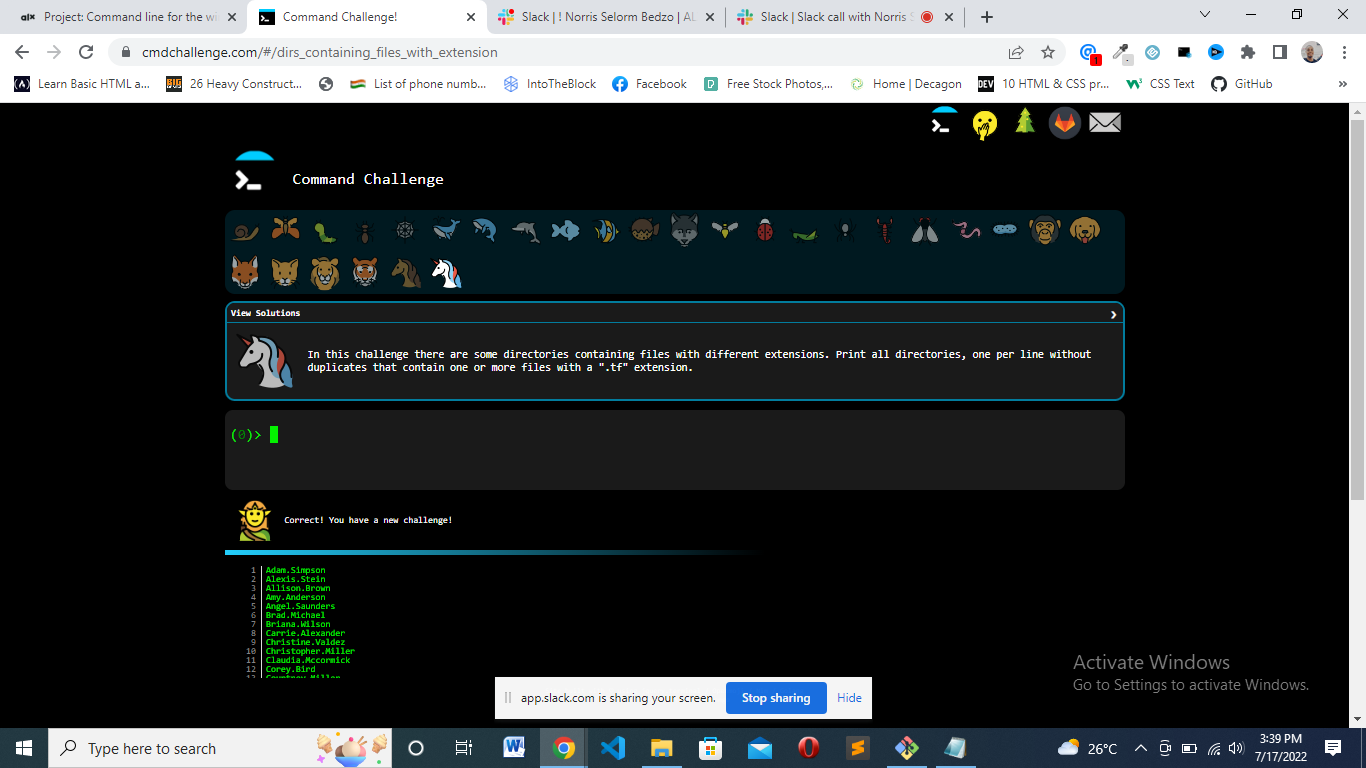 alx Project: Command line for the wi
Command Challenge!
Slack | ! Norris Selorm Bedzo | AL
Slack | Slack call with Norris S
cmdchallenge.com/#/dirs_containing_files_with_extension
1
Learn Basic HTML a...
26 Heavy Construct...
List of phone numb...
IntoTheBlock
Facebook
Free Stock Photos,...
Home | Decagon
DEV 10 HTML & CSS pr...
CSS Text
GitHub
»
Command Challenge
View Solutions
In this challenge there are some directories containing files with different extensions. Print all directories, one per line without
duplicates that contain one or more files with a ".tf" extension.
(0)>
Correct! You have a new challenge!
1 Adam.Simpson
2 Alexis.Stein
3 Allison.Brown
4 Amy.Anderson
5 Angel.Saunders
6 Brad.Michael
7 Briana.Wilson
8 Carrie.Alexander
9 Christine.Valdez
10 Christopher.Miller
11 Claudia.Mccormick
12 Corey.Bird
13 Courtney.Miller
Activate Windows
Go to Settings to activate Windows.
app.slack.com is sharing your screen.
Stop sharing
Hide
Type here to search
26°C
3:39 PM
7/17/2022